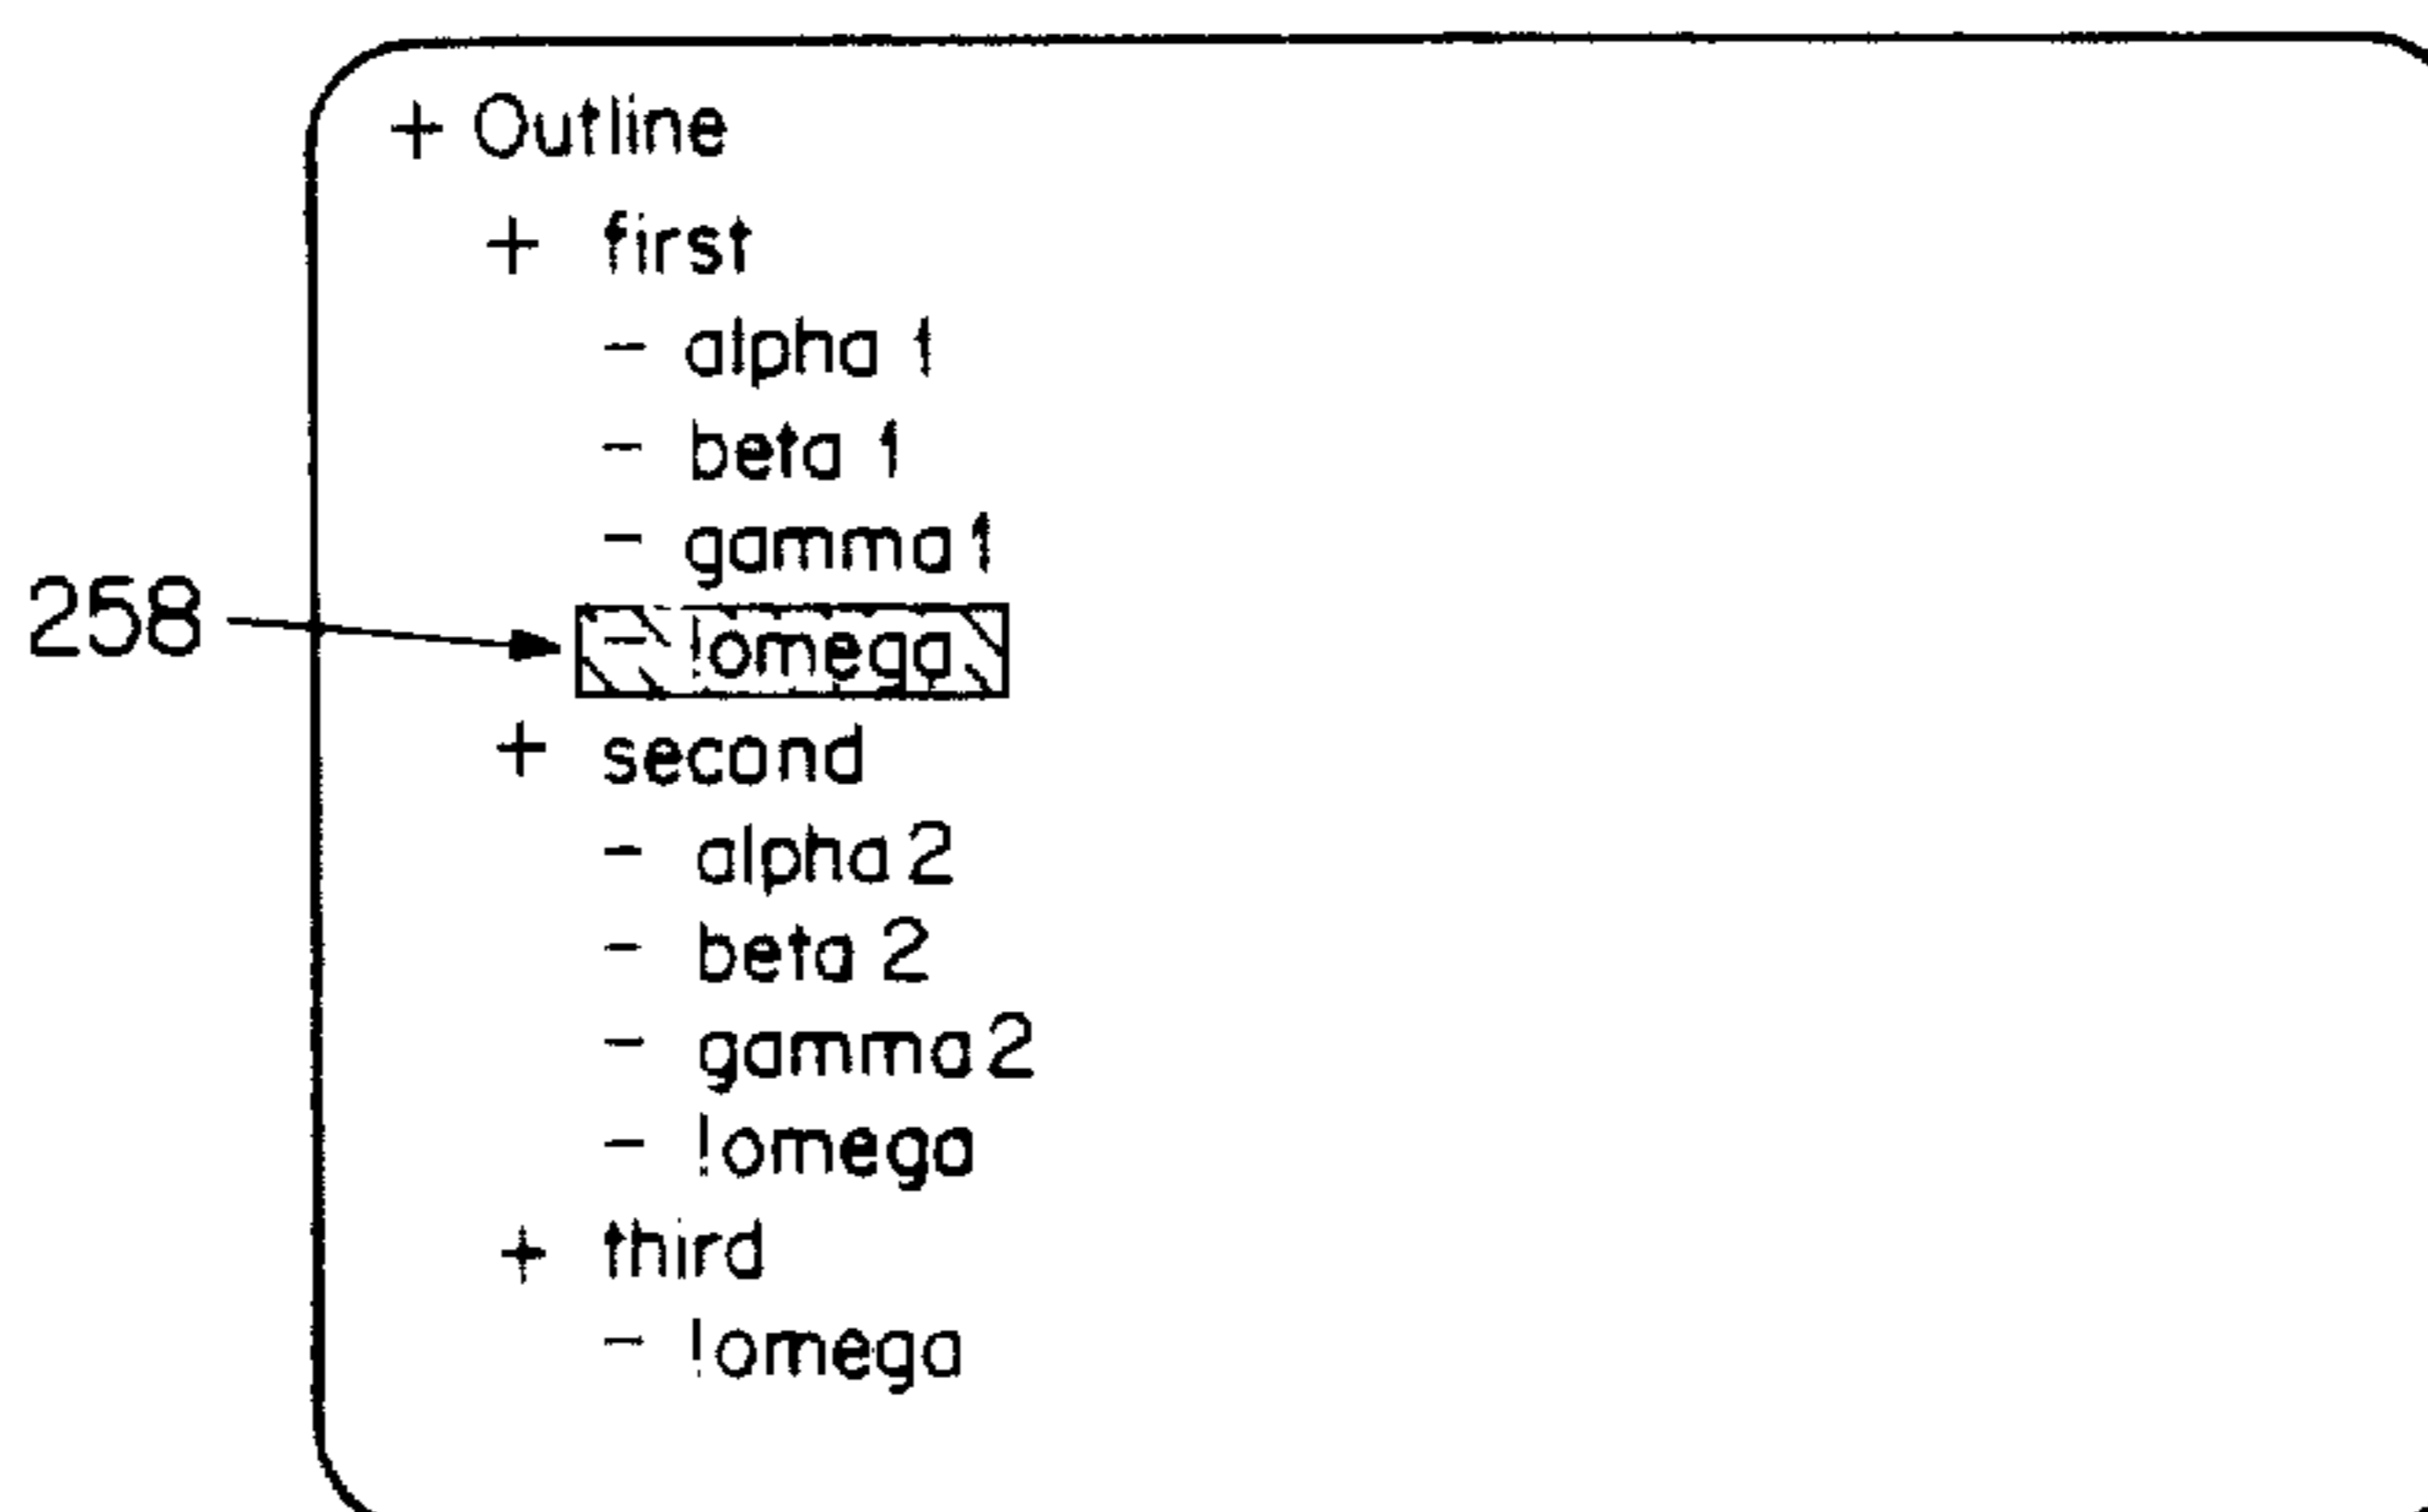 + Outline
+ first
- alpha 1
- beta 1
- gamma 1
258
- !omega
+ second
- alpha 2
- beta 2
- gamma 2
- !omega
+ third
- !omega